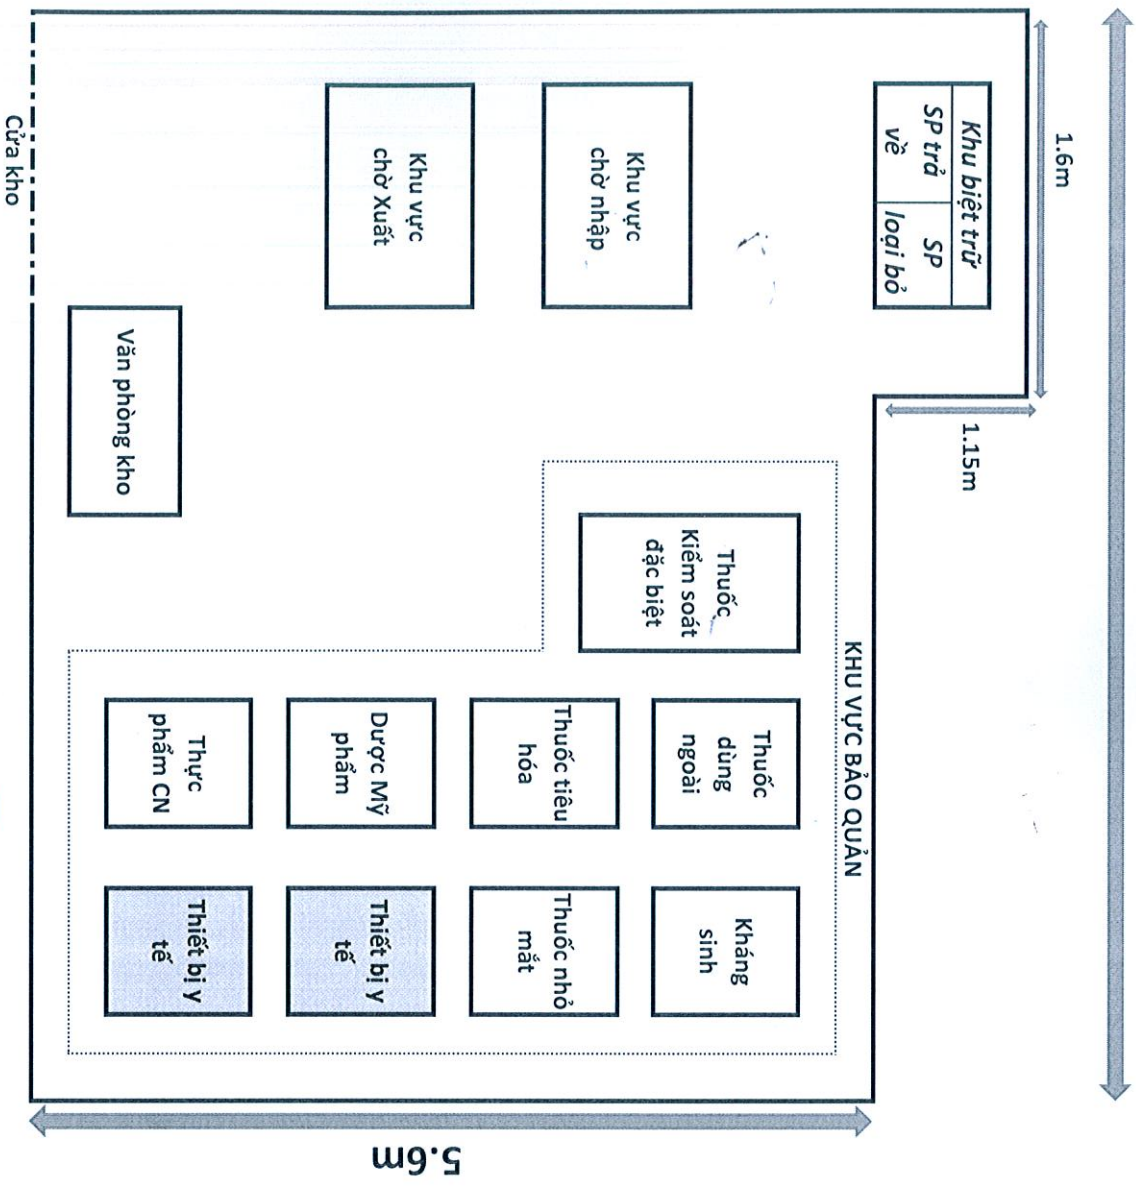 1.6m
1.15m
Khu biệt trữ
SP trả
về
SP
loại bỏ
Khu vực
chờ nhập
Khu vực
chờ Xuất
Cửa kho
Văn phòng kho
KHU VỰC BẢO QUẢN
Thuốc
Kiểm soát
đặc biệt
Thuốc
dùng
ngoài
Thuốc tiêu
hóa
Dược Mỹ
phẩm
Thực
phẩm CN
Kháng
sinh
Thuốc nhỏ
mắt
Thiết bị y
tế
Thiết bị y
tế
5.6m